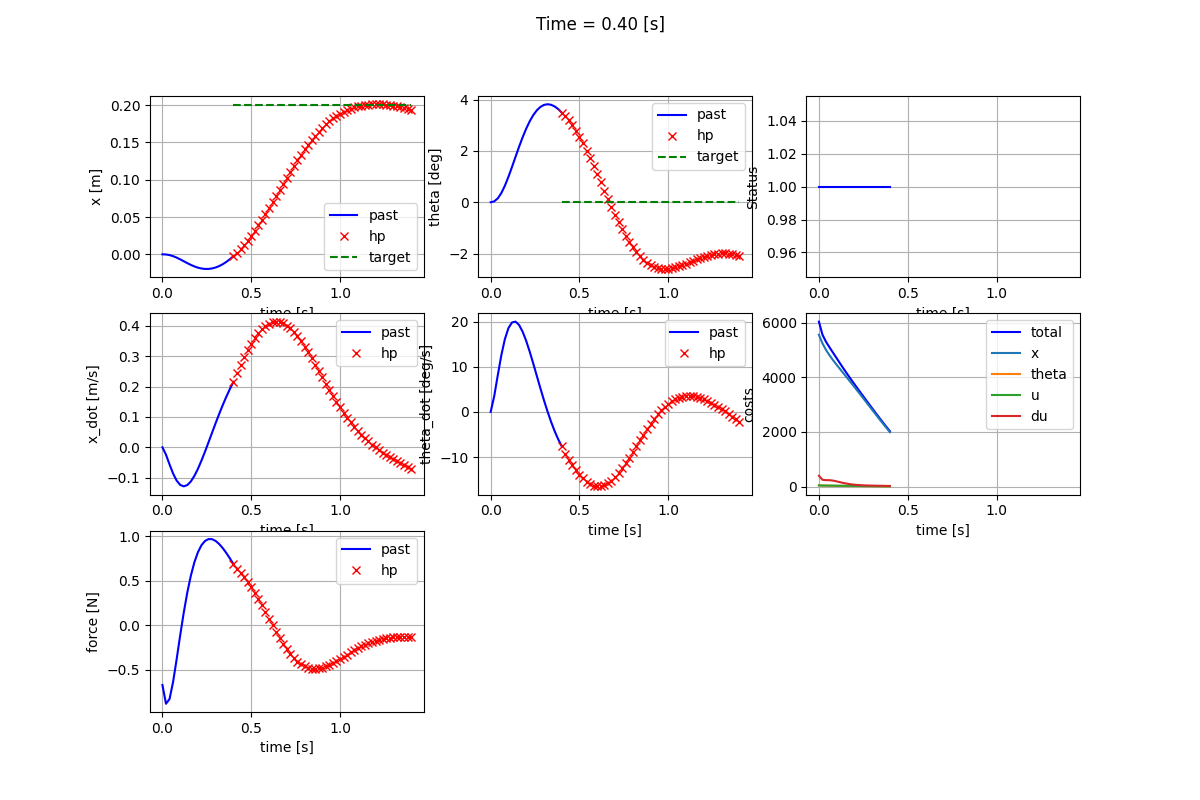 Time = 0.40 [s]
x [m]
0.20
0.15
0.10
0.05
0.00
past
hp
target
0.0
0.5
1.0
time [s]
theta [deg]
4
2
0
−2
past
hp
target
0.0
0.5
1.0
time [s]
Status
1.04
1.02
1.00
0.98
0.96
0.0
0.5
1.0
time [s]
x_dot [m/s]
0.4
0.3
0.2
0.1
0.0
−0.1
past
hp
0.0
0.5
1.0
time [s]
theta_dot [deg/s]
20
10
0
−10
past
hp
0.0
0.5
1.0
time [s]
costs
6000
4000
2000
0
total
x
theta
u
du
0.0
0.5
1.0
time [s]
force [N]
1.0
0.5
0.0
−0.5
past
hp
0.0
0.5
1.0
time [s]